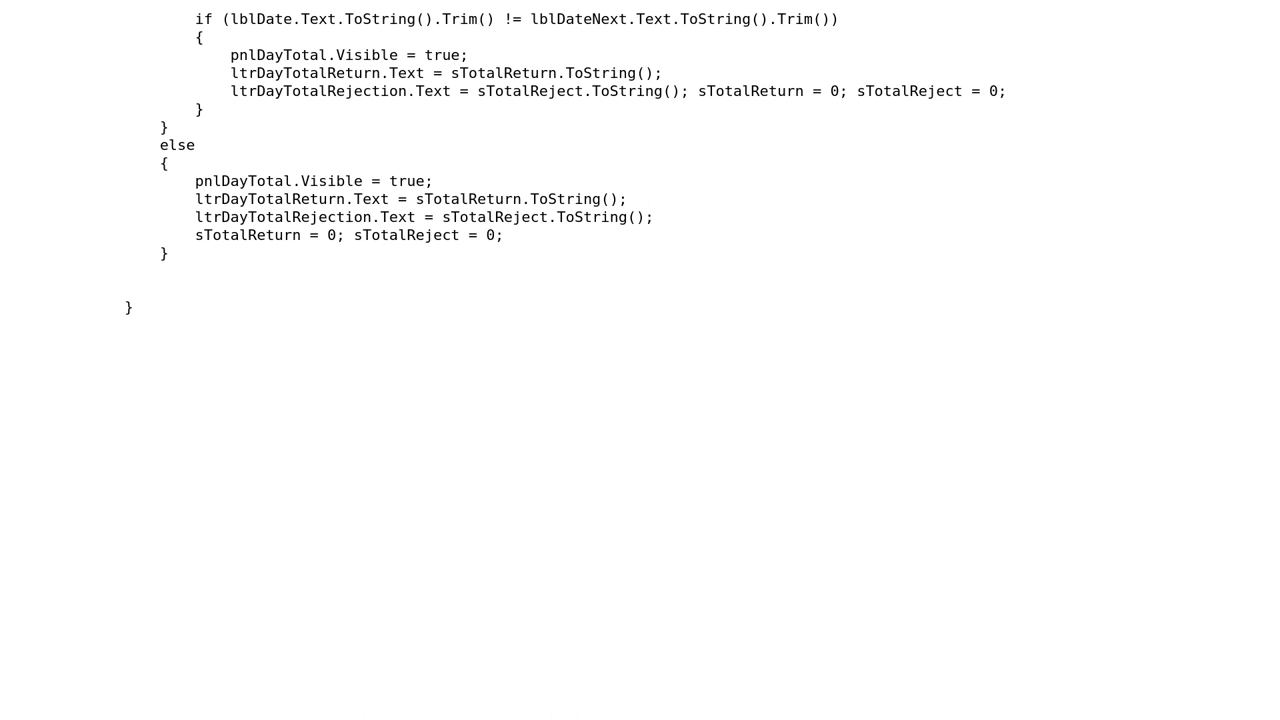 if (lblDate.Text.ToString().Trim() != lblDateNext.Text.ToString().Trim())
{
pnlDayTotal.Visible = true;
ltrDayTotalReturn.Text = sTotalReturn.ToString();
ltrDayTotalRejection.Text = sTotalReject.ToString(); sTotalReturn = 0; sTotalReject = 0;
}
}
else
{
pnlDayTotal.Visible = true;
ltrDayTotalReturn.Text = sTotalReturn.ToString();
ltrDayTotalRejection.Text = sTotalReject.ToString();
sTotalReturn = 0; sTotalReject = 0;
}
}